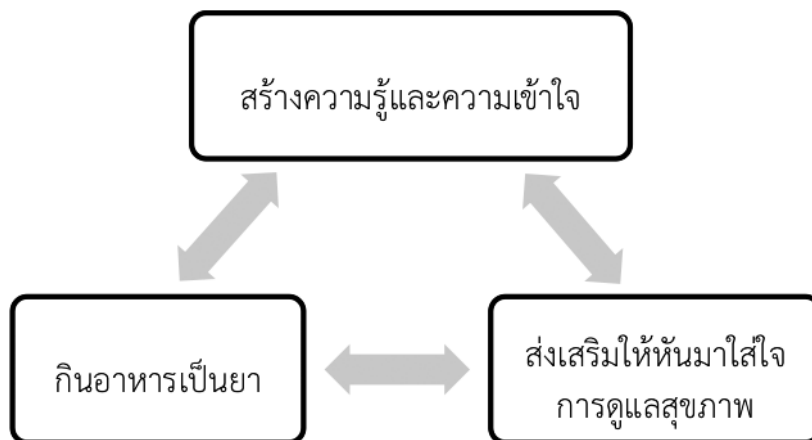 สร้างความรู้และความเข้าใจ
กินอาหารเป็นยา
ส่งเสริมให้หันมาใส่ใจ
การดูแลสุขภาพ